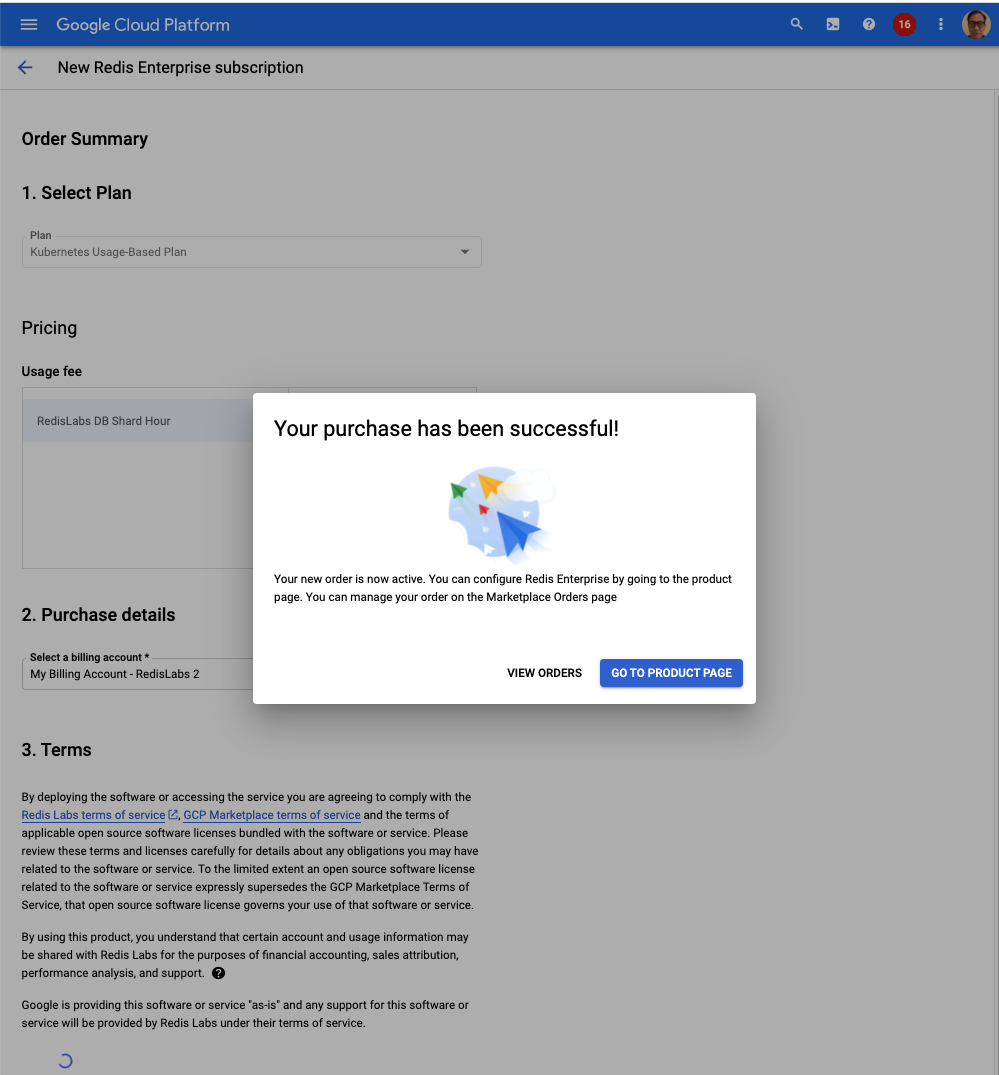 Google Cloud Platform
16
New Redis Enterprise subscription
Order Summary
1. Select Plan
Plan
Kubernetes Usage-Based Plan
Pricing
Usage fee
RedisLabs DB Shard Hour
Your purchase has been successful!
Your new order is now active. You can configure Redis Enterprise by going to the product
page. You can manage your order on the Marketplace Orders page
VIEW ORDERS
GO TO PRODUCT PAGE
2. Purchase details
Select a billing account *
My Billing Account - RedisLabs 2
3. Terms
By deploying the software or accessing the service you are agreeing to comply with the
Redis Labs terms of service, GCP Marketplace terms of service and the terms of
applicable open source software licenses bundled with the software or service. Please
review these terms and licenses carefully for details about any obligations you may have
related to the software or service. To the limited extent an open source software license
related to the software or service expressly supersedes the GCP Marketplace Terms of
Service, that open source software license governs your use of that software or service.
By using this product, you understand that certain account and usage information may
be shared with Redis Labs for the purposes of financial accounting, sales attribution,
performance analysis, and support.
Google is providing this software or service "as-is" and any support for this software or
service will be provided by Redis Labs under their terms of service.